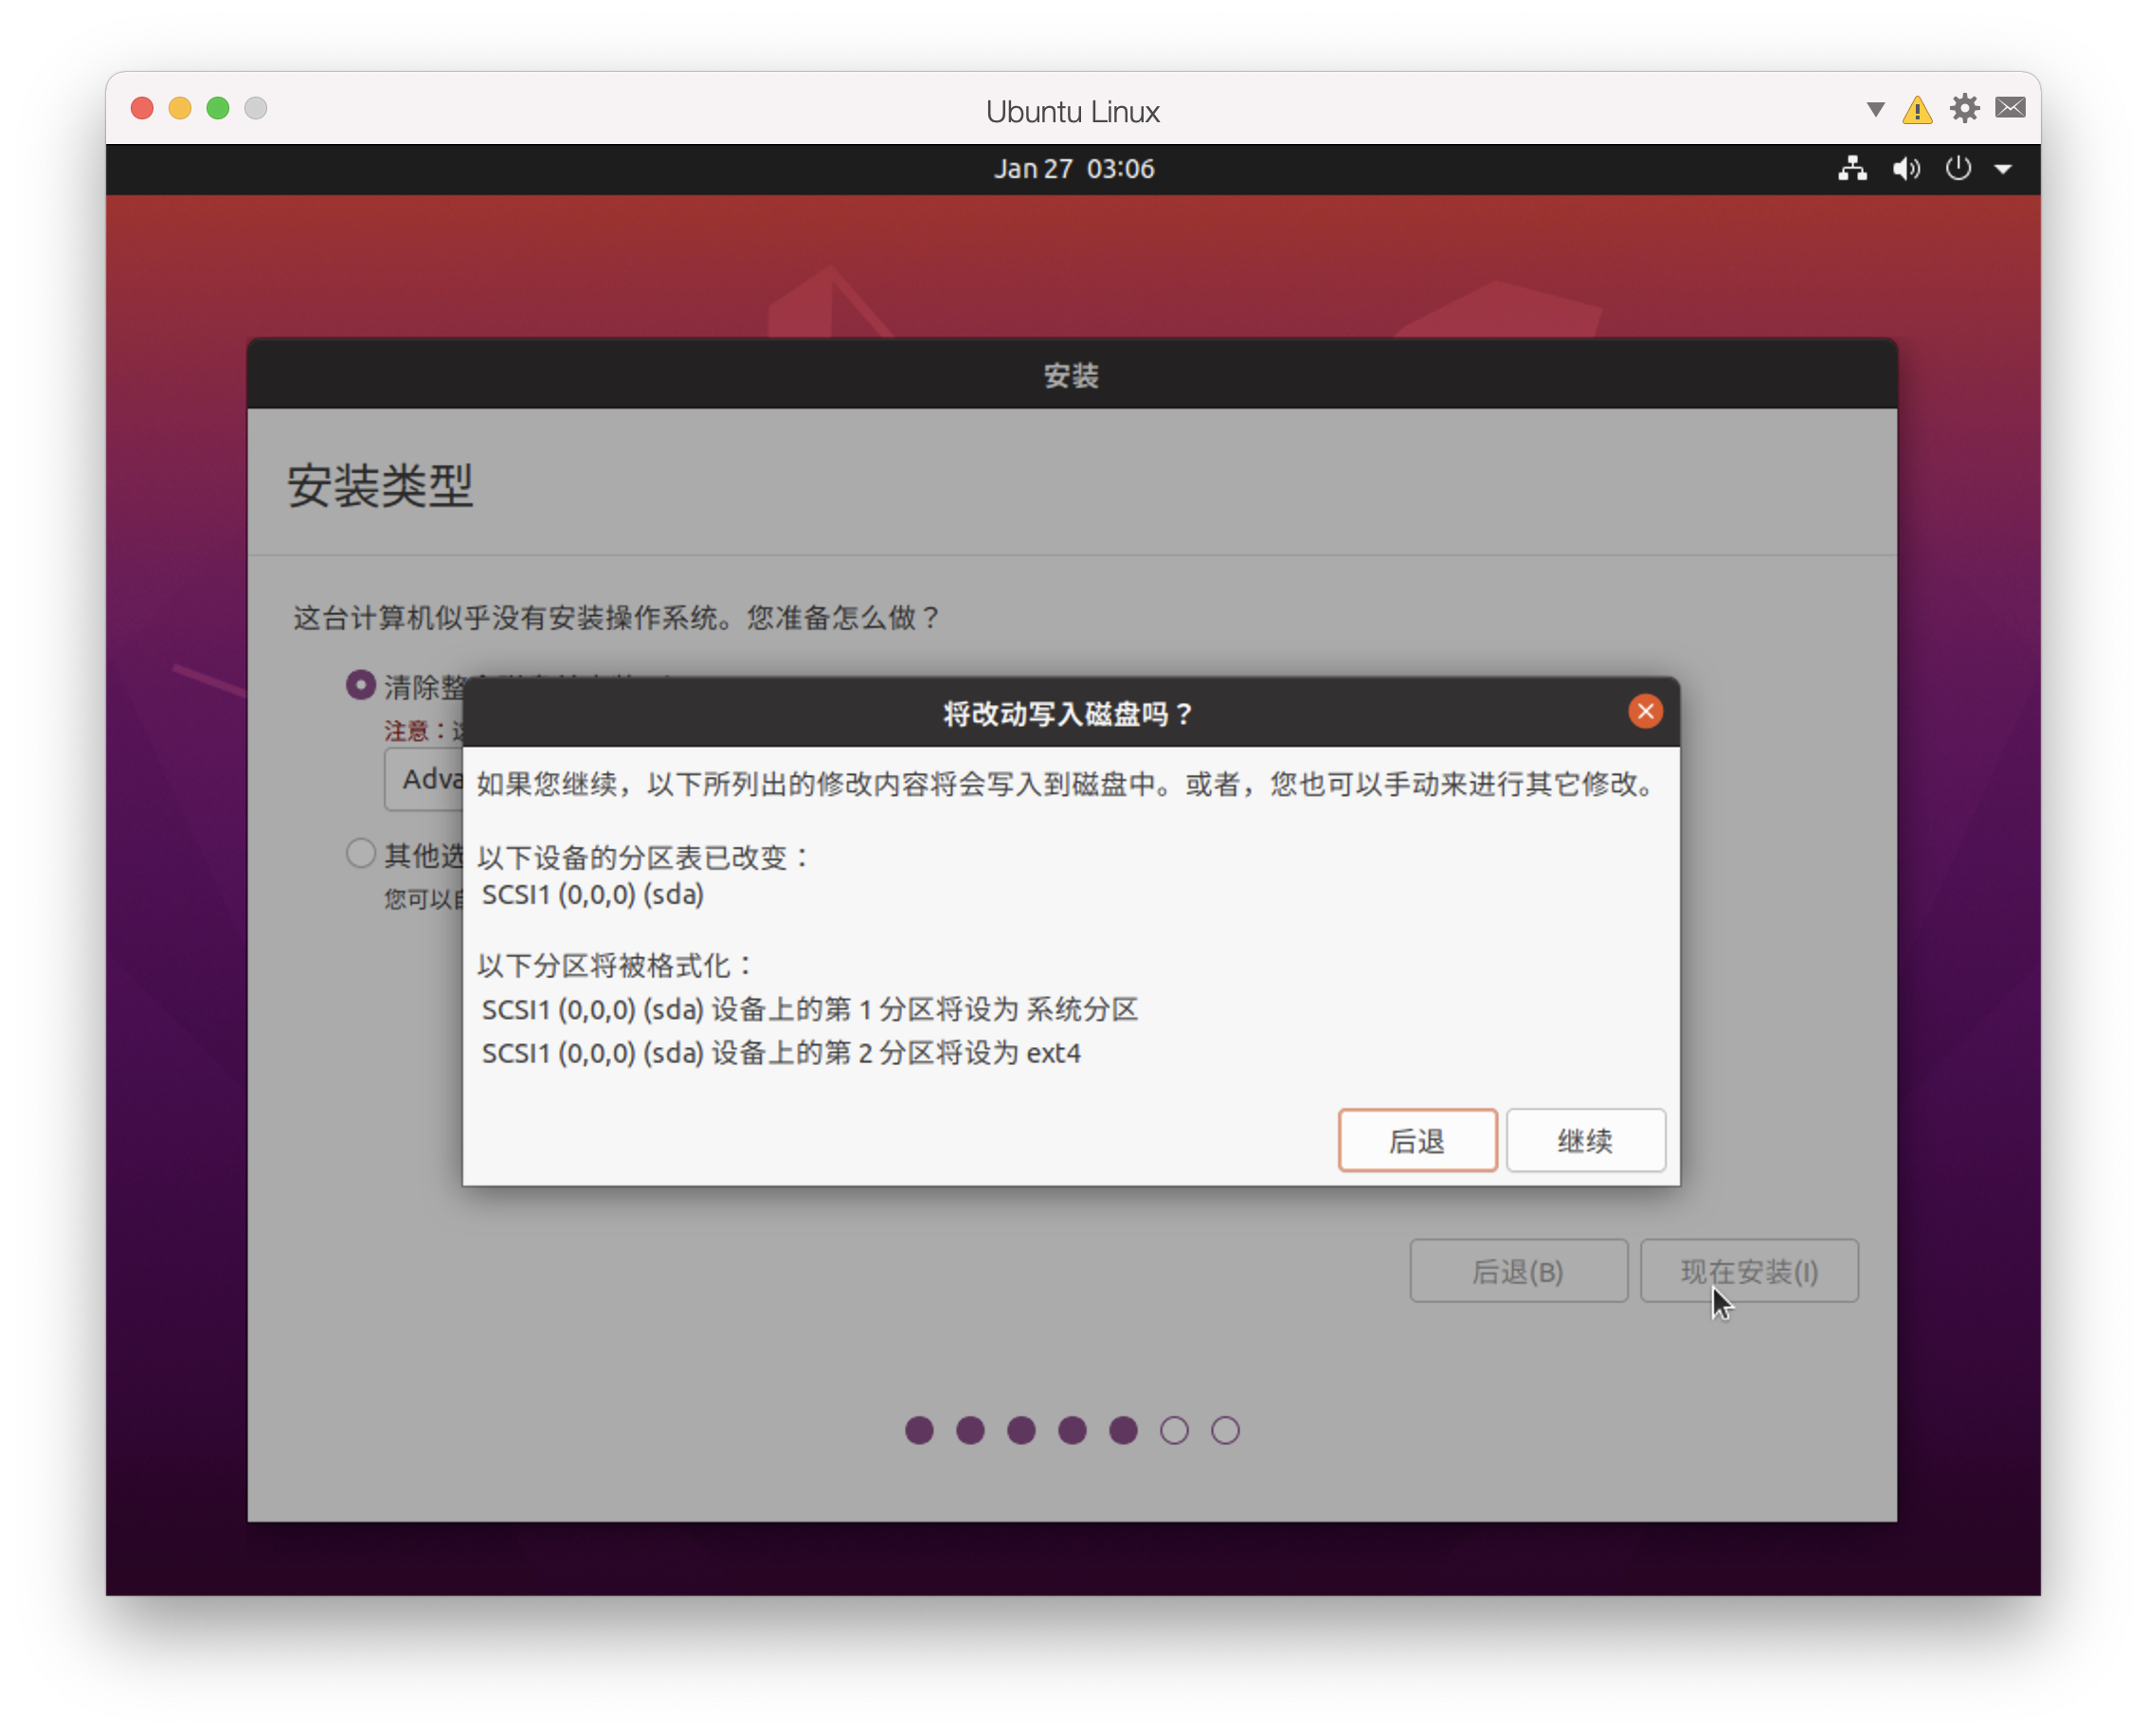 Ubuntu Linux
Jan 27 03:06
安装
安装类型
这台计算机似乎没有安装操作系统。您准备怎么做？
清除整
注意：这
Adva
其他选
您可以自
将改动写入磁盘吗？
如果您继续，以下所列出的修改内容将会写入到磁盘中。或者，您也可以手动来进行其它修改。
以下设备的分区表已改变：
SCSI1 (0,0,0) (sda)
以下分区将被格式化：
SCSI1 (0,0,0) (sda) 设备上的第 1 分区将设为 系统分区
SCSI1 (0,0,0) (sda) 设备上的第 2 分区将设为 ext4
后退 继续
后退(B) 现在安装(I)